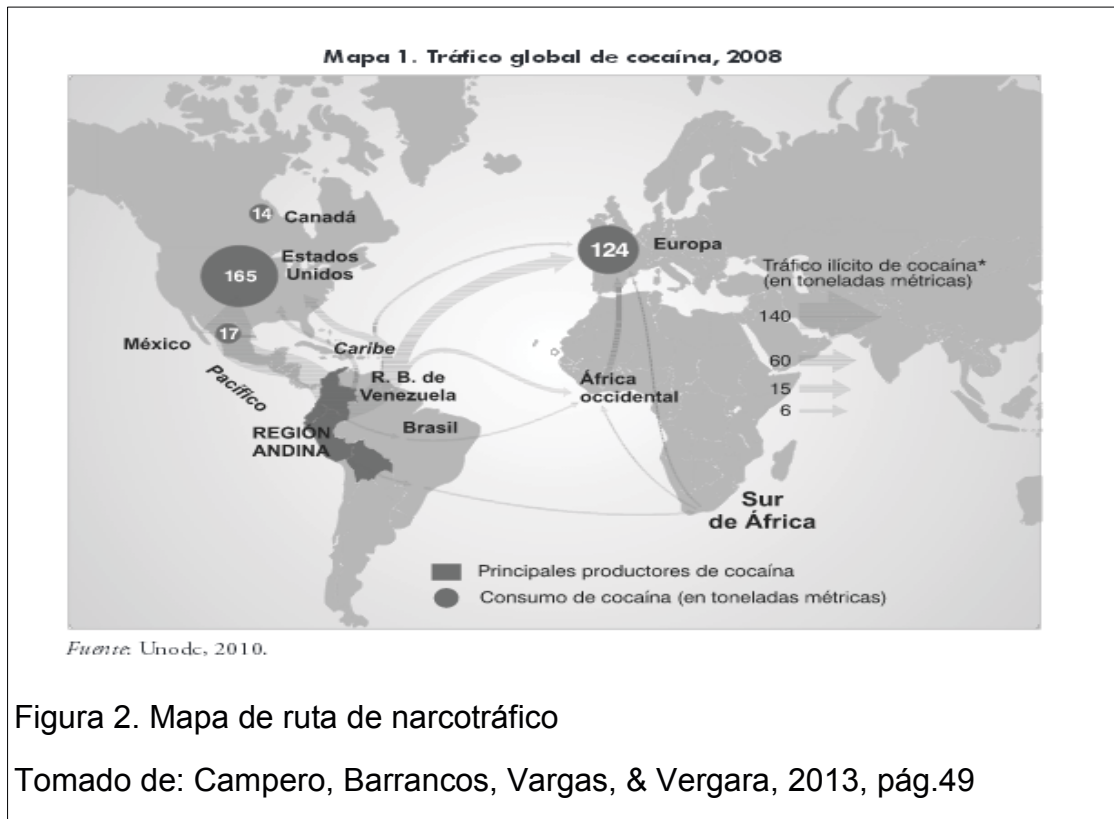 Mapa 1. Tráfico global de cocaína, 2008
14 Canadá
Estados
Unidos
165
México
17
Pacífico
Caribe
R. B. de
Venezuela
REGIÓN
ANDINA
Brasil
124
Europa
África
occidental
Sur
de África
Tráfico ilícito de cocaína*
(en toneladas métricas)
140
60
15
6
Principales productores de cocaína
Consumo de cocaína (en toneladas métricas)
Fuente: Unodc, 2010.
Figura 2. Mapa de ruta de narcotráfico
Tomado de: Campero, Barrancos, Vargas, & Vergara, 2013, pág.49